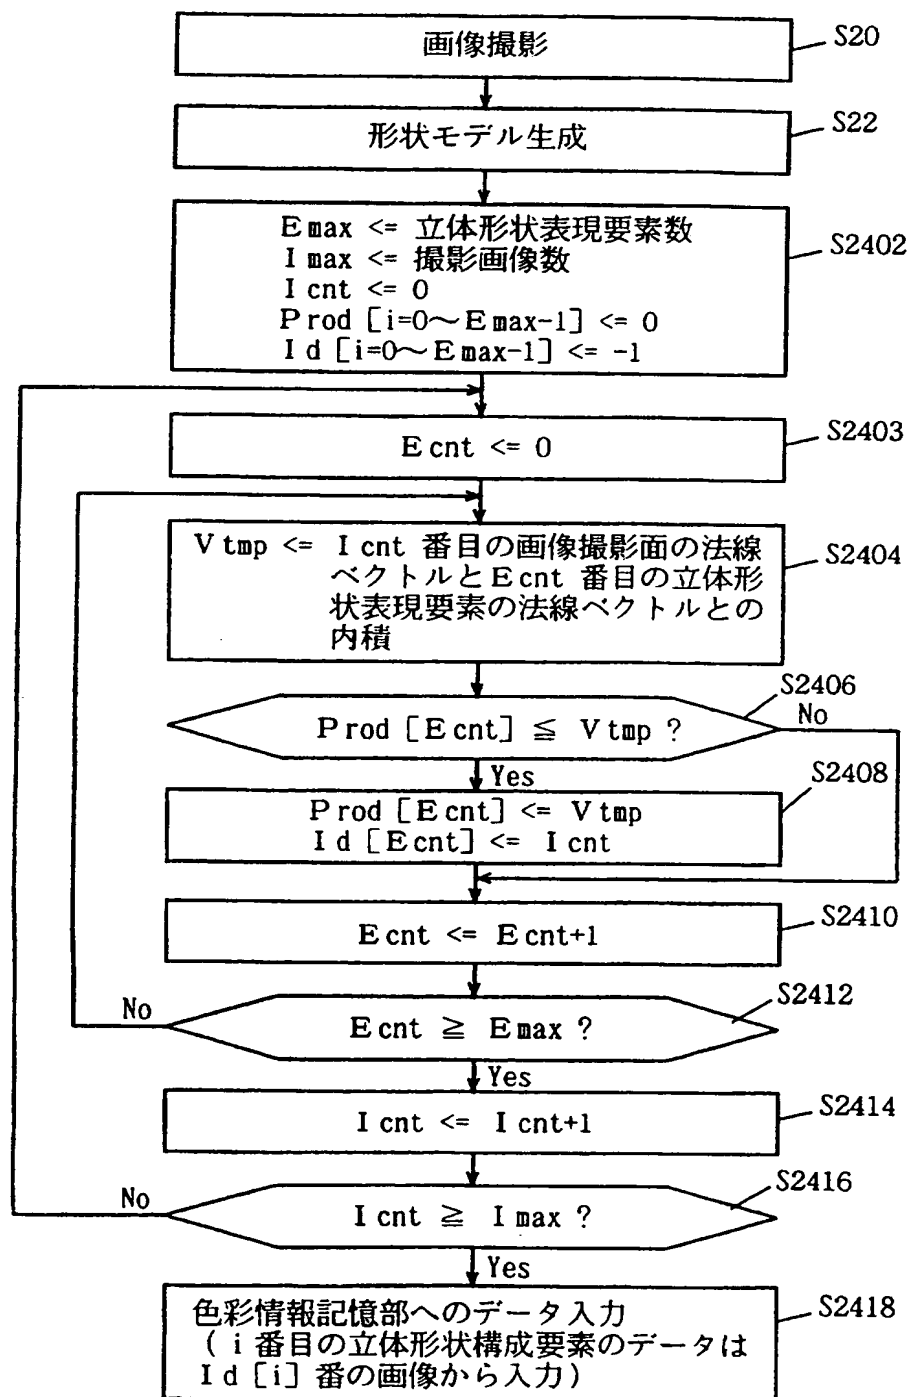 画像撮影
S20
形状モデル生成
S22
Emax <= 立体形状表現要素数
Imax <= 撮影画像数
Icnt <= 0
Prod [i=0〜Emax-1] <= 0
Id [i=0〜Emax-1] <= -1
S2402
Ecnt <= 0
S2403
Vtmp <= Icnt 番目の画像撮影面の法線
ベクトルとEcnt 番目の立体形
状表現要素の法線ベクトルとの
内積
S2404
Prod [Ecnt] ≦ Vtmp ?
S2406
No
Yes
Prod [Ecnt] <= Vtmp
Id [Ecnt] <= Icnt
S2408
Ecnt <= Ecnt+1
S2410
Ecnt ≧ Emax ?
S2412
No
Yes
Icnt <= Icnt+1
S2414
Icnt ≧ Imax ?
S2416
No
Yes
色彩情報記憶部へのデータ入力
(i番目の立体形状構成要素のデータは
Id [i] 番の画像から入力)
S2418